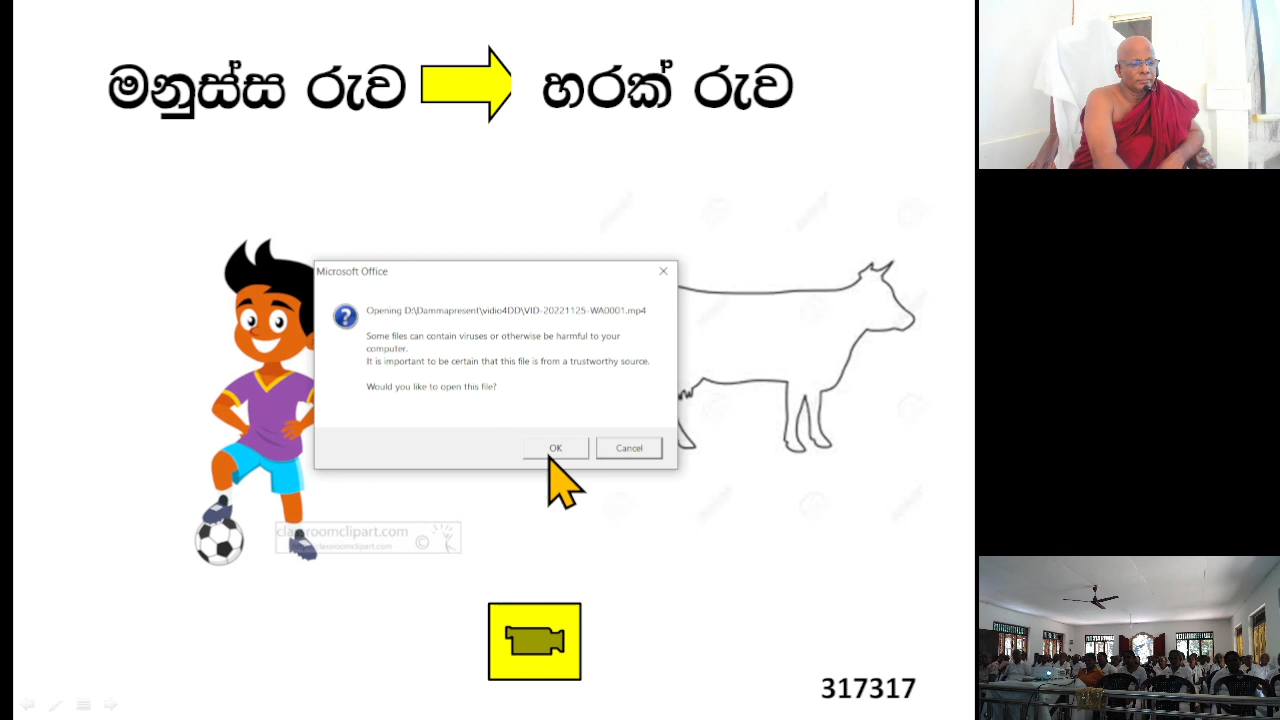 මනුස්ස රුව හරක් රුව
Microsoft Office
Opening D:\Dammapresent\vidio4DD\VID-20221125-WA0001.mp4
Some files can contain viruses or otherwise be harmful to your
computer.
It is important to be certain that this file is from a trustworthy source.
Would you like to open this file?
OK Cancel
classroomclipart.com ©
classroomclipart.com
317317